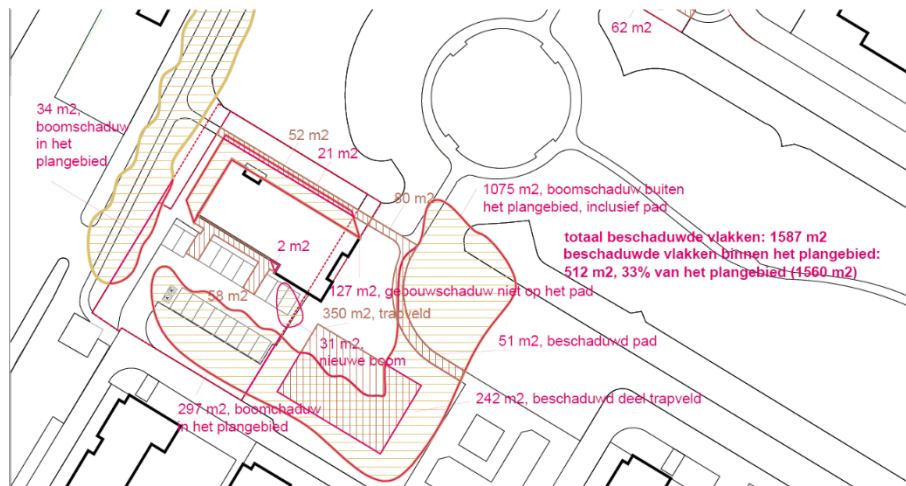 62 m2
34 m2,
boomschaduw
in het
plangebied
52 m2
21 m2
80 m2
1075 m2, boomschaduw buiten
het plangebied, inclusief pad
totaal beschaduwde vlakken: 1587 m2
beschaduwde vlakken binnen het plangebied:
512 m2, 33% van het plangebied (1560 m2)
2 m2
127 m2, gebouwschaduw niet op het pad
58 m2
350 m2, trapveld
31 m2,
nieuwe boom
51 m2, beschaduwd pad
242 m2, beschaduwd deel trapveld
297 m2, boomchaduw
in het plangebied